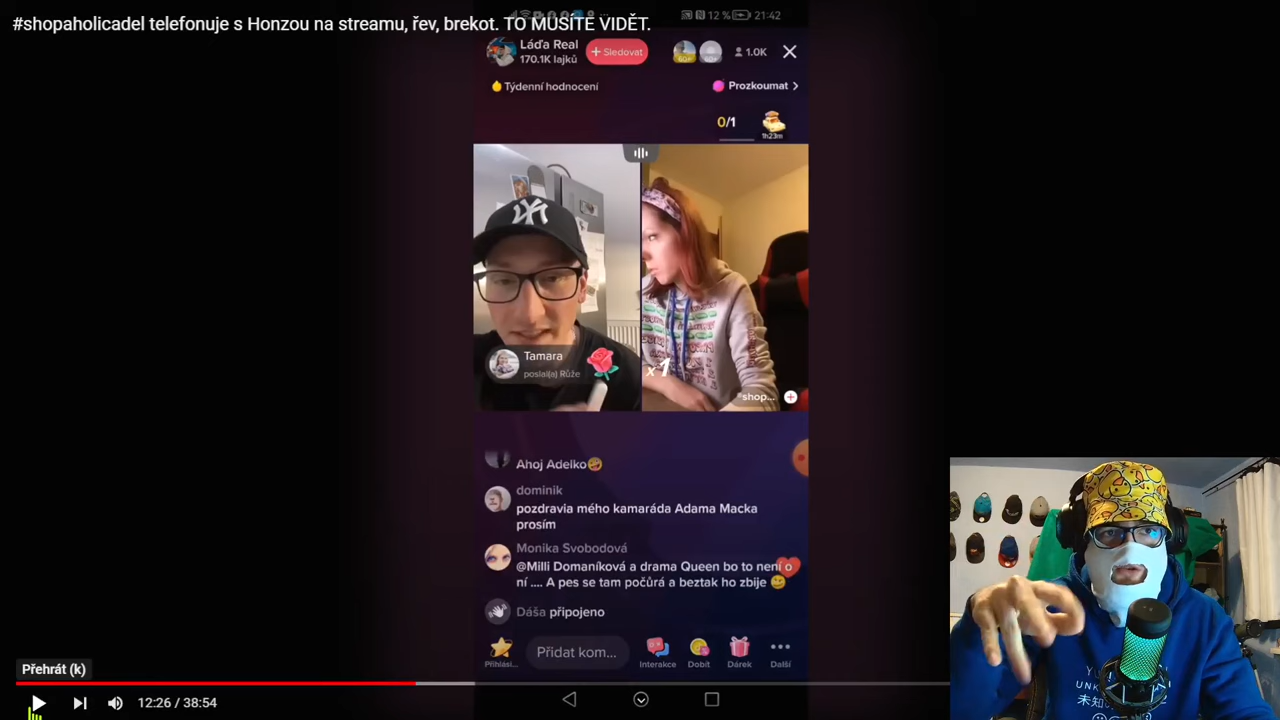 #shopaholicadel telefonuje s Honzou na streamu, řev, brekot. TO MUSÍTE VIDĚT.
12 % 21:42
Láďa Real
170.1K lajků
+ Sledovat
60+
1.0K
Týdenní hodnocení
Prozkoumat
0/1
1h23m
Tamara
poslal(a) Růže
x1
#shop...
Ahoj Adelko
dominik
pozdravia mého kamaráda Adama Macka
prosím
Monika Svobodová
@Milli Domaníková a drama Queen bo to není o
ní .... A pes se tam počůrá a beztak ho zbije
Dáša připojeno
Přidat kom...
Přihlási...
Interakce
Dobít
Dárek
Další
Přehrát (k)
12:26 / 38:54